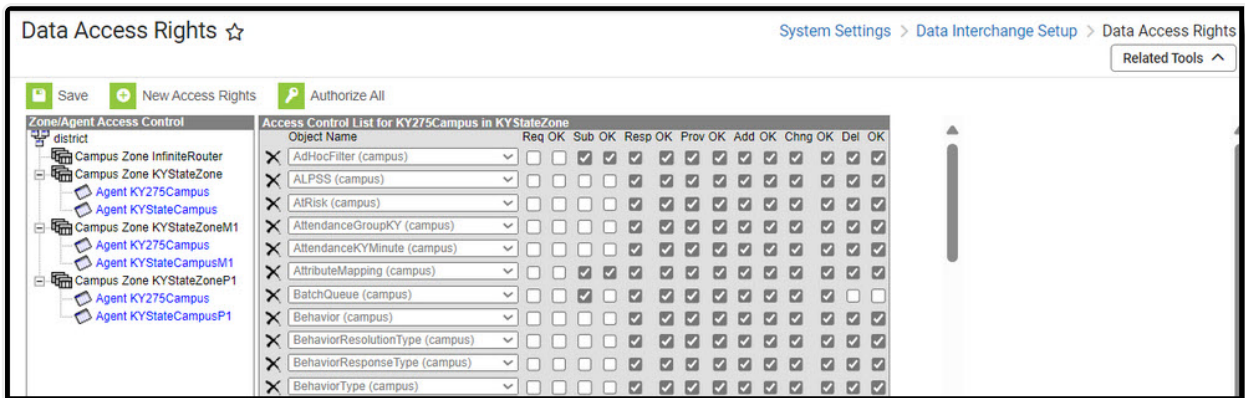 Data Access Rights
System Settings > Data Interchange Setup > Data Access Rights
Related Tools
Save New Access Rights Authorize All
Zone/Agent Access Control
district
Campus Zone InfiniteRouter
Campus Zone KYStateZone
Agent KY275Campus
Agent KYStateCampus
Campus Zone KYStateZoneM1
Agent KY275Campus
Agent KYStateCampusM1
Campus Zone KYStateZoneP1
Agent KY275Campus
Agent KYStateCampusP1
Access Control List for KY275Campus in KYStateZone
Object Name Req OK Sub OK Resp OK Prov OK Add OK Chng OK Del OK
AdHocFilter (campus)
ALPSS (campus)
AtRisk (campus)
AttendanceGroupKY (campus)
AttendanceKYMinute (campus)
AttributeMapping (campus)
BatchQueue (campus)
Behavior (campus)
BehaviorResolutionType (campus)
BehaviorResponseType (campus)
BehaviorType (campus)